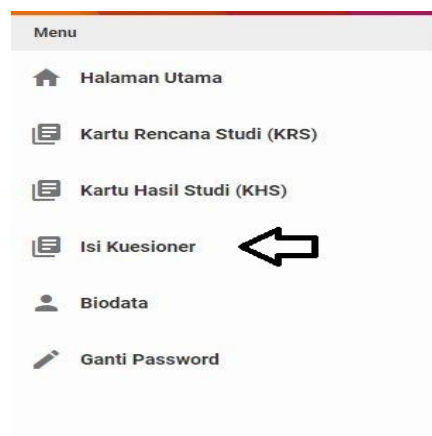 Menu
Halaman Utama
Kartu Rencana Studi (KRS)
Kartu Hasil Studi (KHS)
Isi Kuesioner
Biodata
Ganti Password